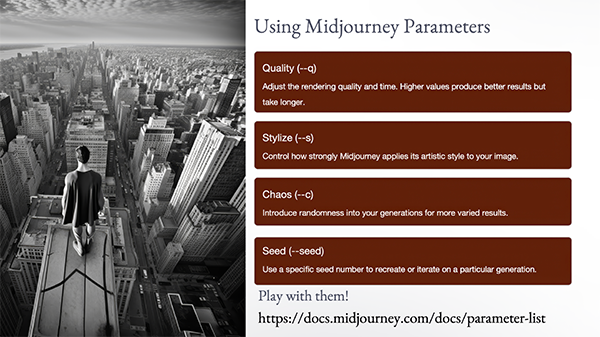 Using Midjourney Parameters
Quality (--q)
Adjust the rendering quality and time. Higher values produce better results but
take longer.
Stylize (--s)
Control how strongly Midjourney applies its artistic style to your image.
Chaos (--c)
Introduce randomness into your generations for more varied results.
Seed (--seed)
Use a specific seed number to recreate or iterate on a particular generation.
Play with them!
https://docs.midjourney.com/docs/parameter-list